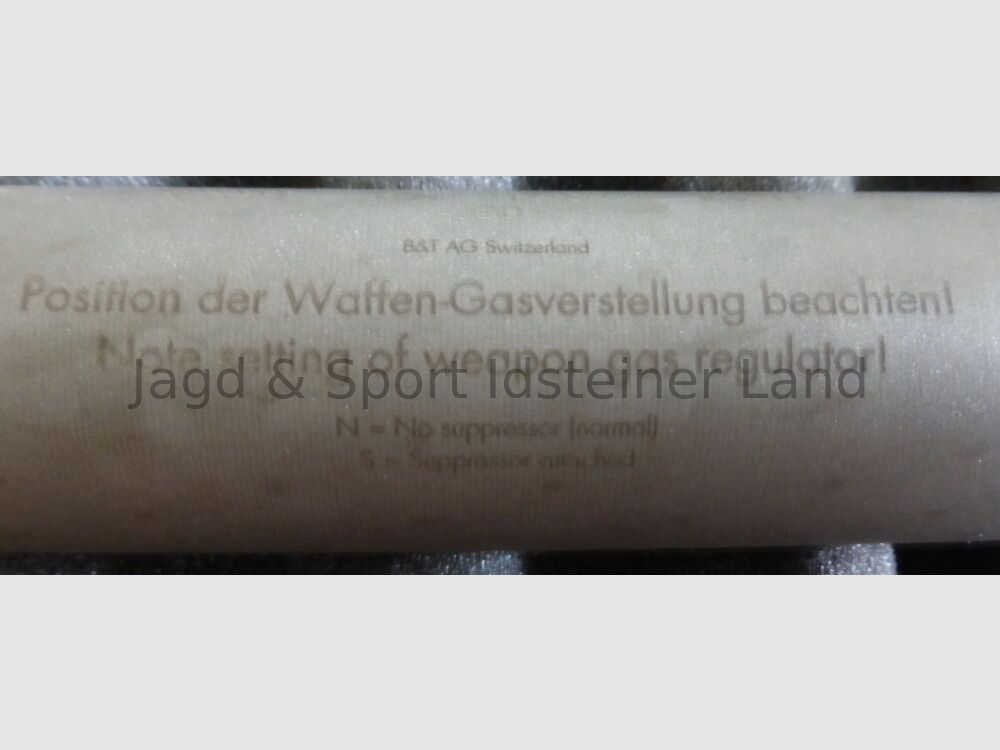 B&T AG Switzerland
Position der Waffen-Gasverstellung beachten!
Note setting of weapon gas regulator!
Jagd & Sport Idsteiner Land
N = No suppressor (normal)
S = Suppressor attached